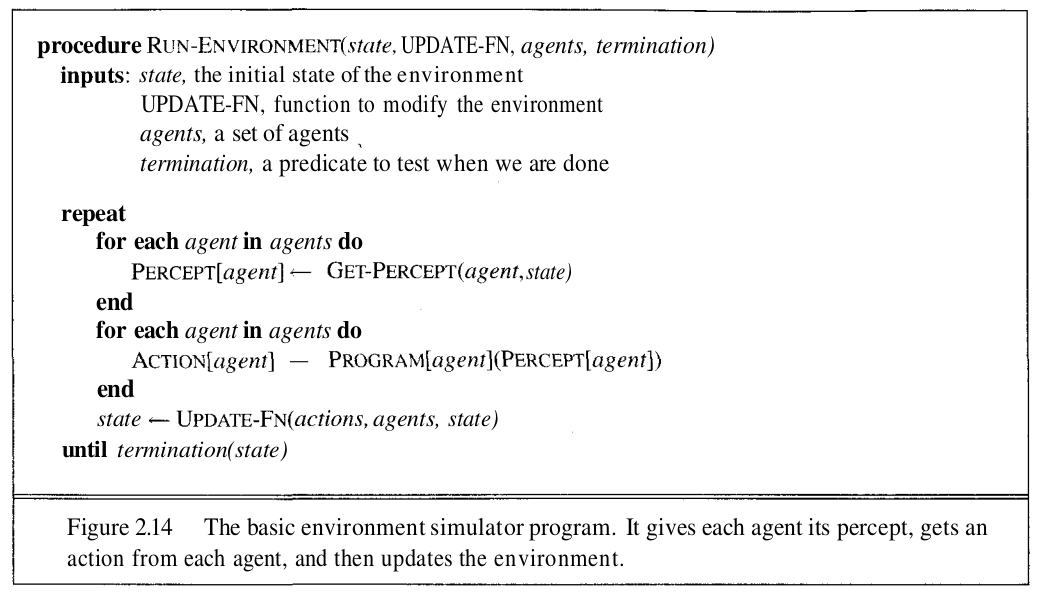 procedure RUN-ENVIRONMENT(state, UPDATE-FN, agents, termination)
inputs: state, the initial state of the environment
UPDATE-FN, function to modify the environment
agents, a set of agents
termination, a predicate to test when we are done
repeat
for each agent in agents do
PERCEPT[agent] ← GET-PERCEPT(agent,state)
end
for each agent in agents do
ACTION[agent] — PROGRAM[agent](PERCEPT[agent])
end
state ← UPDATE-FN(actions, agents, state)
until termination(state)
Figure 2.14 The basic environment simulator program. It gives each agent its percept, gets an
action from each agent, and then updates the environment.